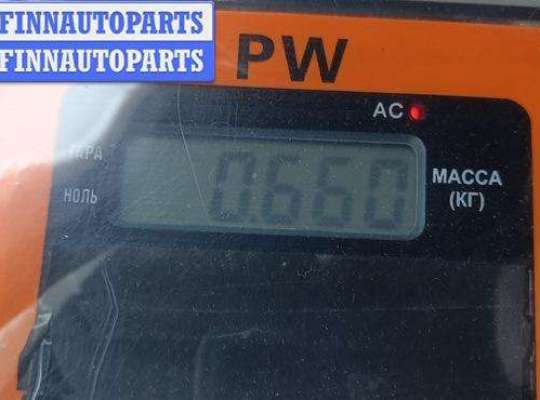 FINNAUTOPARTS
FINNAUTOPARTS
PW
AC
ТАРА
0.660
МАССА
(КГ)
НОЛЬ